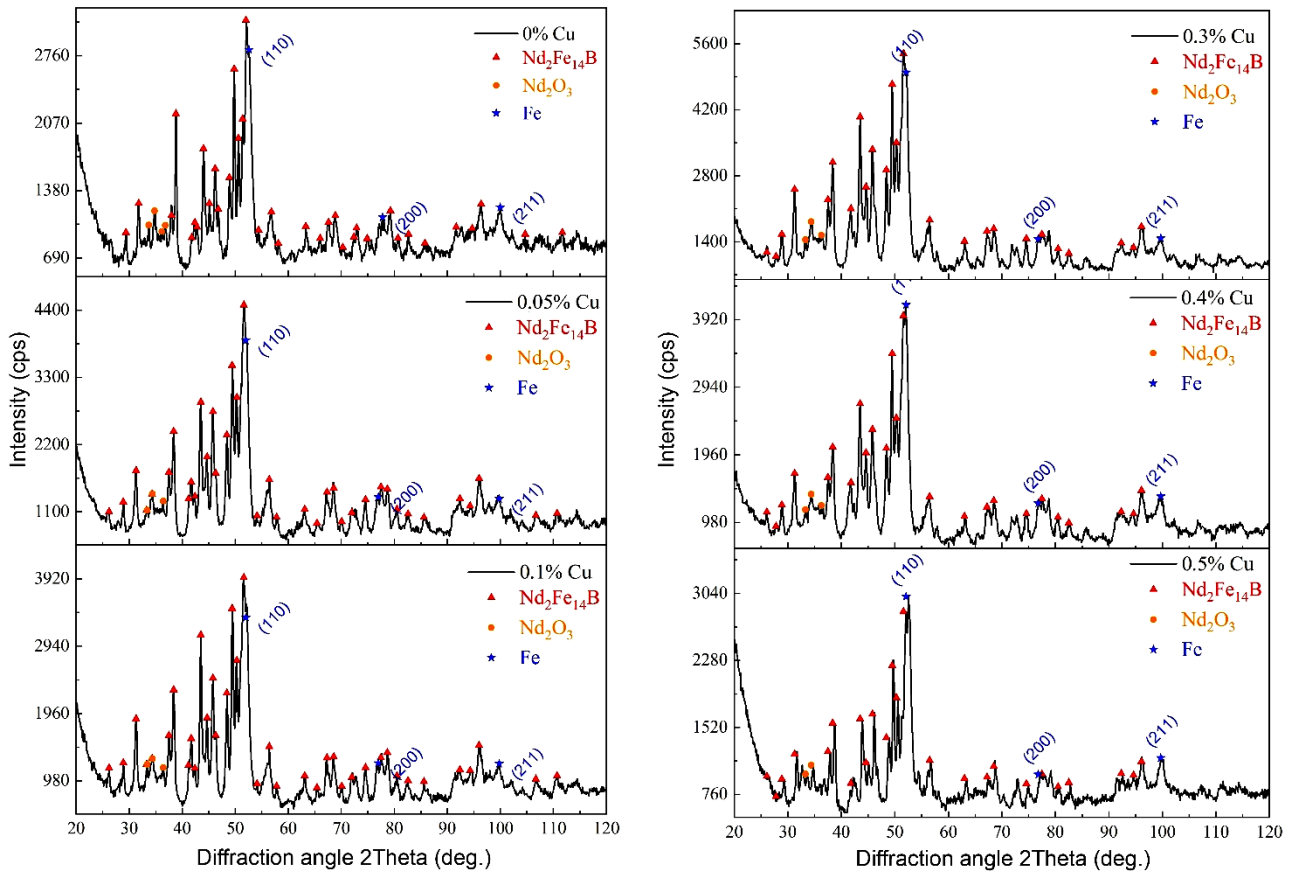 0% Cu
Nd2Fe14B
Nd2O3
Fe
(110)
(200)
(211)
2760
2070
1380
690
0.05% Cu
Nd2Fe14B
Nd2O3
Fe
(110)
(200)
(211)
4400
3300
2200
1100
Intensity (cps)
0.1% Cu
Nd2Fe14B
Nd2O3
Fe
(110)
(200)
(211)
3920
2940
1960
980
20 30 40 50 60 70 80 90 100 110 120
Diffraction angle 2Theta (deg.)
0.3% Cu
Nd2Fe14B
Nd2O3
Fe
(110)
(200)
(211)
5600
4200
2800
1400
0.4% Cu
Nd2Fe14B
Nd2O3
Fe
(200)
(211)
3920
2940
1960
980
Intensity (cps)
0.5% Cu
Nd2Fe14B
Nd2O3
Fe
(110)
(200)
(211)
3040
2280
1520
760
20 30 40 50 60 70 80 90 100 110 120
Diffraction angle 2Theta (deg.)